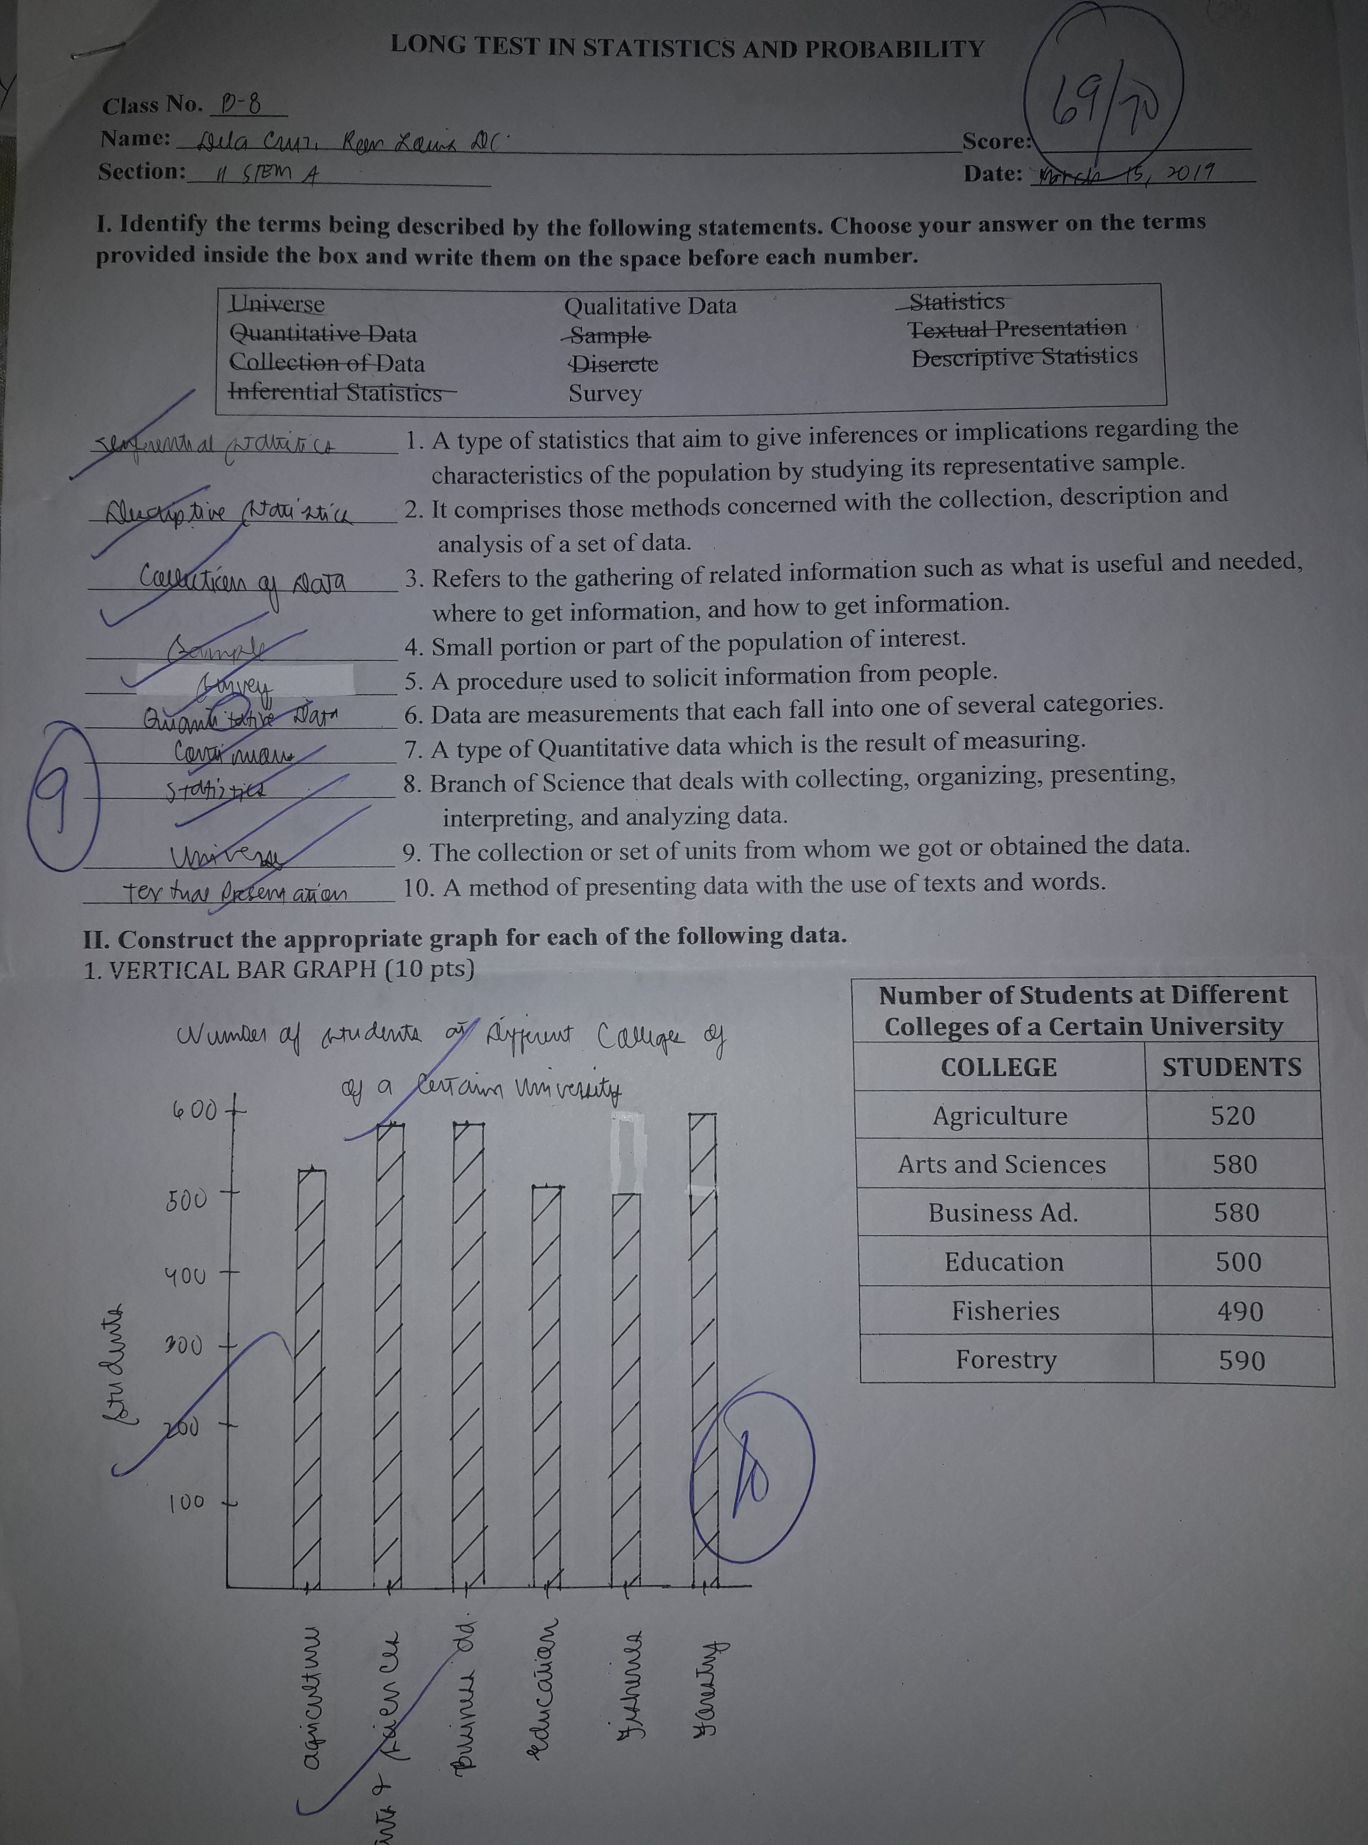 LONG TEST IN STATISTICS AND PROBABILITY
69/70
Class No. B-8
Name: Dela Cruz, Reen Louis DC.
Score:
Section: 11 STEM A
Date: March 15, 2019
I. Identify the terms being described by the following statements. Choose your answer on the terms
provided inside the box and write them on the space before each number.
Universe Qualitative Data Statistics
Quantitative Data Sample Textual Presentation
Collection of Data Discrete Descriptive Statistics
Inferential Statistics Survey
Inferential Statistics 1. A type of statistics that aim to give inferences or implications regarding the
characteristics of the population by studying its representative sample.
Descriptive Statistics 2. It comprises those methods concerned with the collection, description and
analysis of a set of data.
Collection of Data 3. Refers to the gathering of related information such as what is useful and needed,
where to get information, and how to get information.
Sample 4. Small portion or part of the population of interest.
Survey 5. A procedure used to solicit information from people.
Quantitative Data 6. Data are measurements that each fall into one of several categories.
Continuous 7. A type of Quantitative data which is the result of measuring.
Statistics 8. Branch of Science that deals with collecting, organizing, presenting,
interpreting, and analyzing data.
9
Universe 9. The collection or set of units from whom we got or obtained the data.
Textual Presentation 10. A method of presenting data with the use of texts and words.
II. Construct the appropriate graph for each of the following data.
1. VERTICAL BAR GRAPH (10 pts)
Number of Students at Different Colleges of
of a Certain University
600
500
400
300
200
100
Students
10
Agriculture
Arts & Sciences
Business Ad.
Education
Fisheries
Forestry
Number of Students at Different
Colleges of a Certain University
COLLEGE STUDENTS
Agriculture 520
Arts and Sciences 580
Business Ad. 580
Education 500
Fisheries 490
Forestry 590